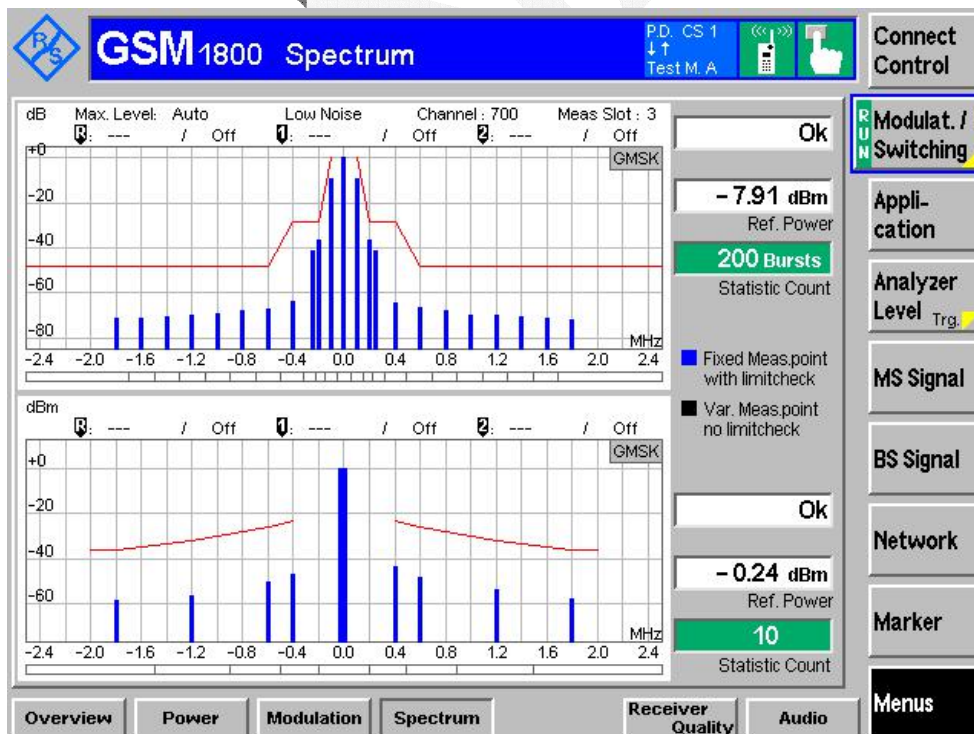 R/S GSM 1800 Spectrum
P.D. CS 1
↓↑
Test M. A
Connect Control
dB Max. Level: Auto Low Noise Channel : 700 Meas Slot : 3
R: --- / Off 1: --- / Off 2: --- / Off
GMSK
+0
-20
-40
-60
-80
MHz
-2.4 -2.0 -1.6 -1.2 -0.8 -0.4 0.0 0.4 0.8 1.2 1.6 2.0 2.4
Ok
-7.91 dBm
Ref. Power
200 Bursts
Statistic Count
Fixed Meas.point
with limitcheck
Var. Meas.point
no limitcheck
dBm
R: --- / Off 1: --- / Off 2: --- / Off
GMSK
+0
-20
-40
-60
MHz
-2.4 -2.0 -1.6 -1.2 -0.8 -0.4 0.0 0.4 0.8 1.2 1.6 2.0 2.4
Ok
-0.24 dBm
Ref. Power
10
Statistic Count
RUN
Modulat. /
Switching
Appli-
cation
Analyzer
Level Trg.
MS Signal
BS Signal
Network
Marker
Menus
Overview
Power
Modulation
Spectrum
Receiver
Quality
Audio